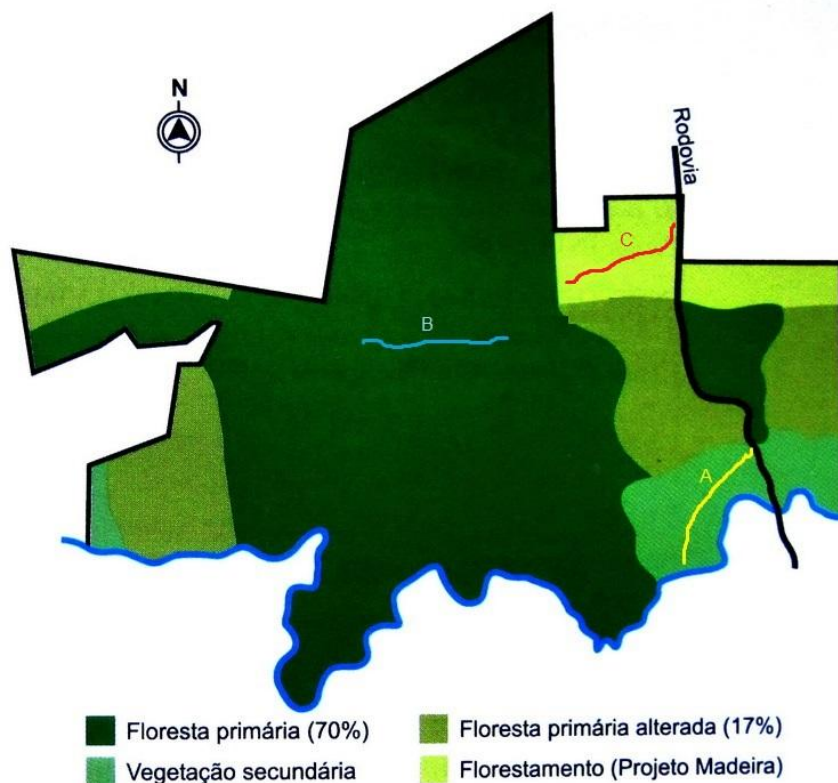 N
Rodovia
C
B
A
Floresta primária (70%)
Floresta primária alterada (17%)
Vegetação secundária
Florestamento (Projeto Madeira)